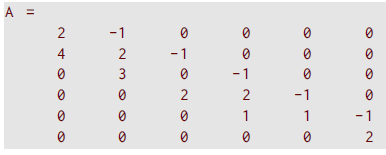 A =
2 -1 0 0 0 0
4 2 -1 0 0 0
0 3 0 -1 0 0
0 0 2 2 -1 0
0 0 0 1 1 -1
0 0 0 0 0 2